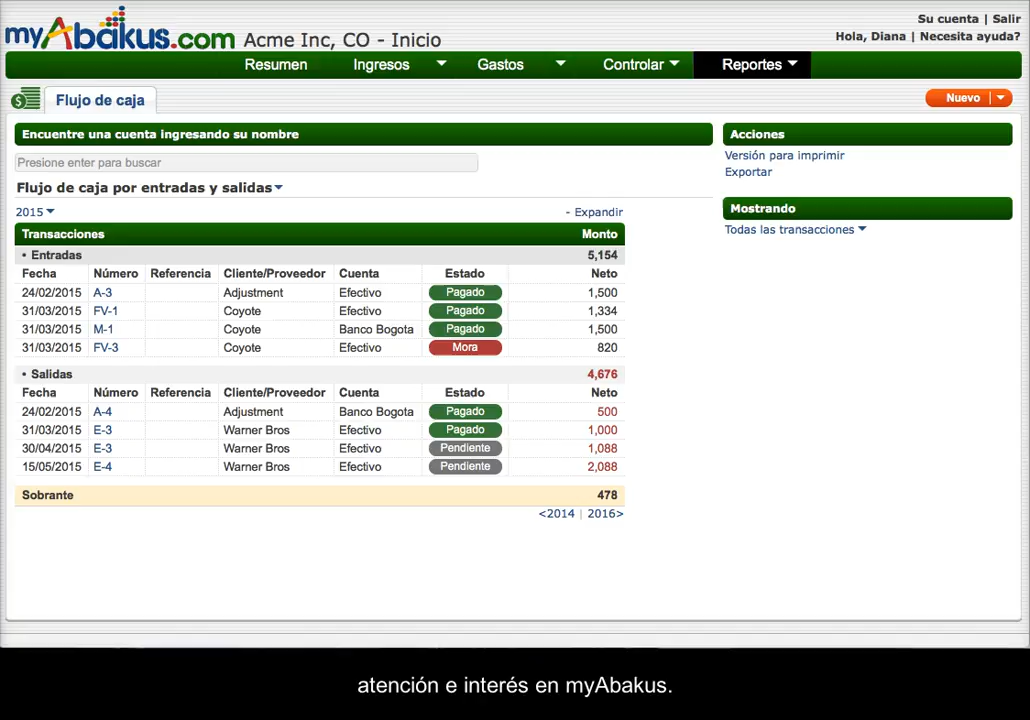 Su cuenta | Salir
myAbakus.com Acme Inc, CO - Inicio
Hola, Diana | Necesita ayuda?
Resumen Ingresos Gastos Controlar Reportes
$ Flujo de caja Nuevo
Encuentre una cuenta ingresando su nombre
Presione enter para buscar
Flujo de caja por entradas y salidas
2015 - Expandir
Transacciones Monto
• Entradas 5,154
Fecha Número Referencia Cliente/Proveedor Cuenta Estado Neto
24/02/2015 A-3 Adjustment Efectivo Pagado 1,500
31/03/2015 FV-1 Coyote Efectivo Pagado 1,334
31/03/2015 M-1 Coyote Banco Bogota Pagado 1,500
31/03/2015 FV-3 Coyote Efectivo Mora 820
• Salidas 4,676
Fecha Número Referencia Cliente/Proveedor Cuenta Estado Neto
24/02/2015 A-4 Adjustment Banco Bogota Pagado 500
31/03/2015 E-3 Warner Bros Efectivo Pagado 1,000
30/04/2015 E-3 Warner Bros Efectivo Pendiente 1,088
15/05/2015 E-4 Warner Bros Efectivo Pendiente 2,088
Sobrante 478
<2014 | 2016>
Acciones
Versión para imprimir
Exportar
Mostrando
Todas las transacciones
atención e interés en myAbakus.